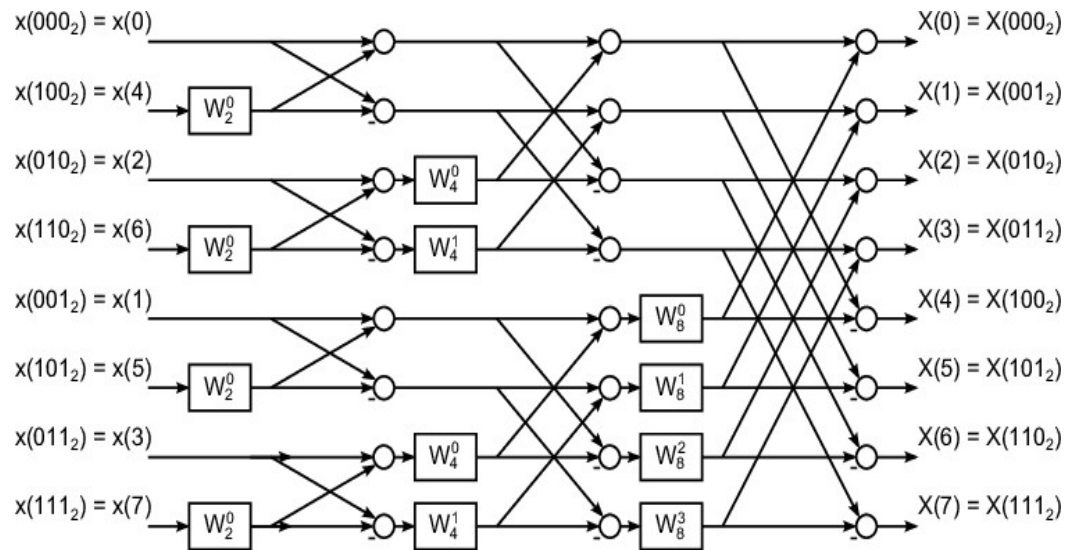 x(000₂) = x(0) X(0) = X(000₂)
x(100₂) = x(4) W₂⁰ - X(1) = X(001₂)
x(010₂) = x(2) W₄⁰ - X(2) = X(010₂)
x(110₂) = x(6) W₂⁰ - W₄¹ - X(3) = X(011₂)
x(001₂) = x(1) W₈⁰ - X(4) = X(100₂)
x(101₂) = x(5) W₂⁰ - W₈¹ - X(5) = X(101₂)
x(011₂) = x(3) W₄⁰ - W₈² - X(6) = X(110₂)
x(111₂) = x(7) W₂⁰ - W₄¹ - W₈³ - X(7) = X(111₂)